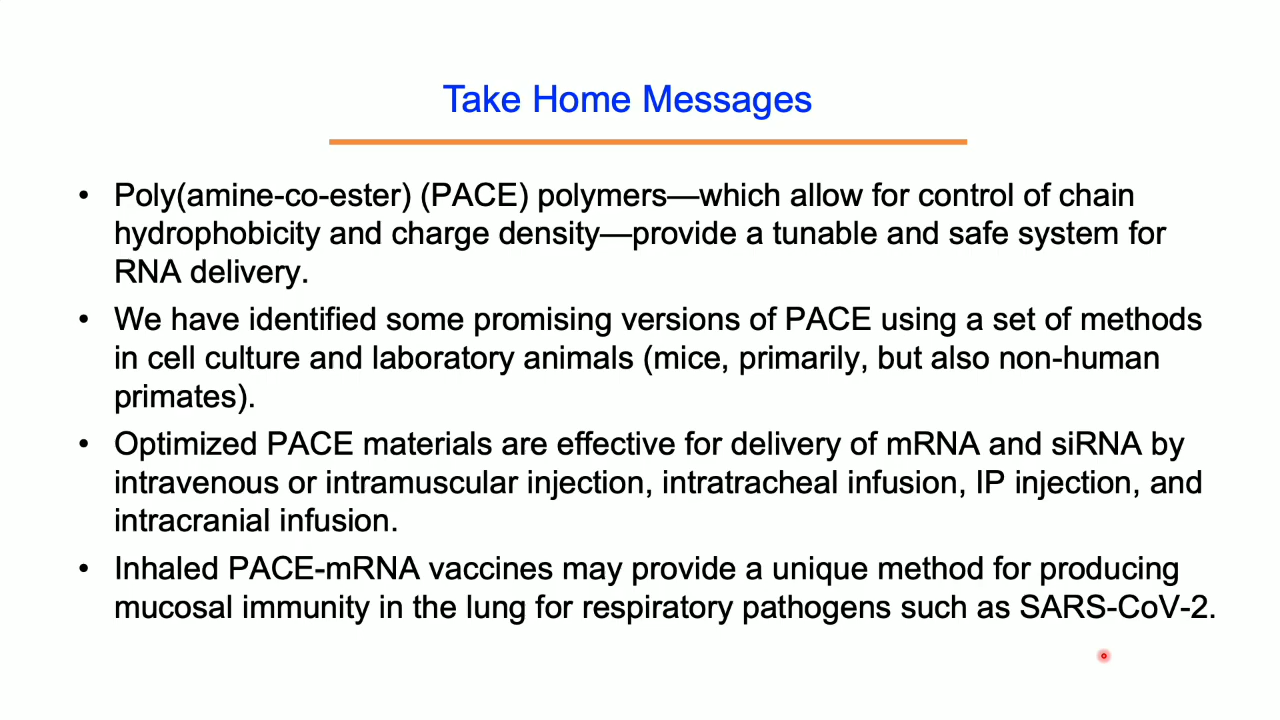 Take Home Messages
• Poly(amine-co-ester) (PACE) polymers—which allow for control of chain
hydrophobicity and charge density—provide a tunable and safe system for
RNA delivery.
• We have identified some promising versions of PACE using a set of methods
in cell culture and laboratory animals (mice, primarily, but also non-human
primates).
• Optimized PACE materials are effective for delivery of mRNA and siRNA by
intravenous or intramuscular injection, intratracheal infusion, IP injection, and
intracranial infusion.
• Inhaled PACE-mRNA vaccines may provide a unique method for producing
mucosal immunity in the lung for respiratory pathogens such as SARS-CoV-2.